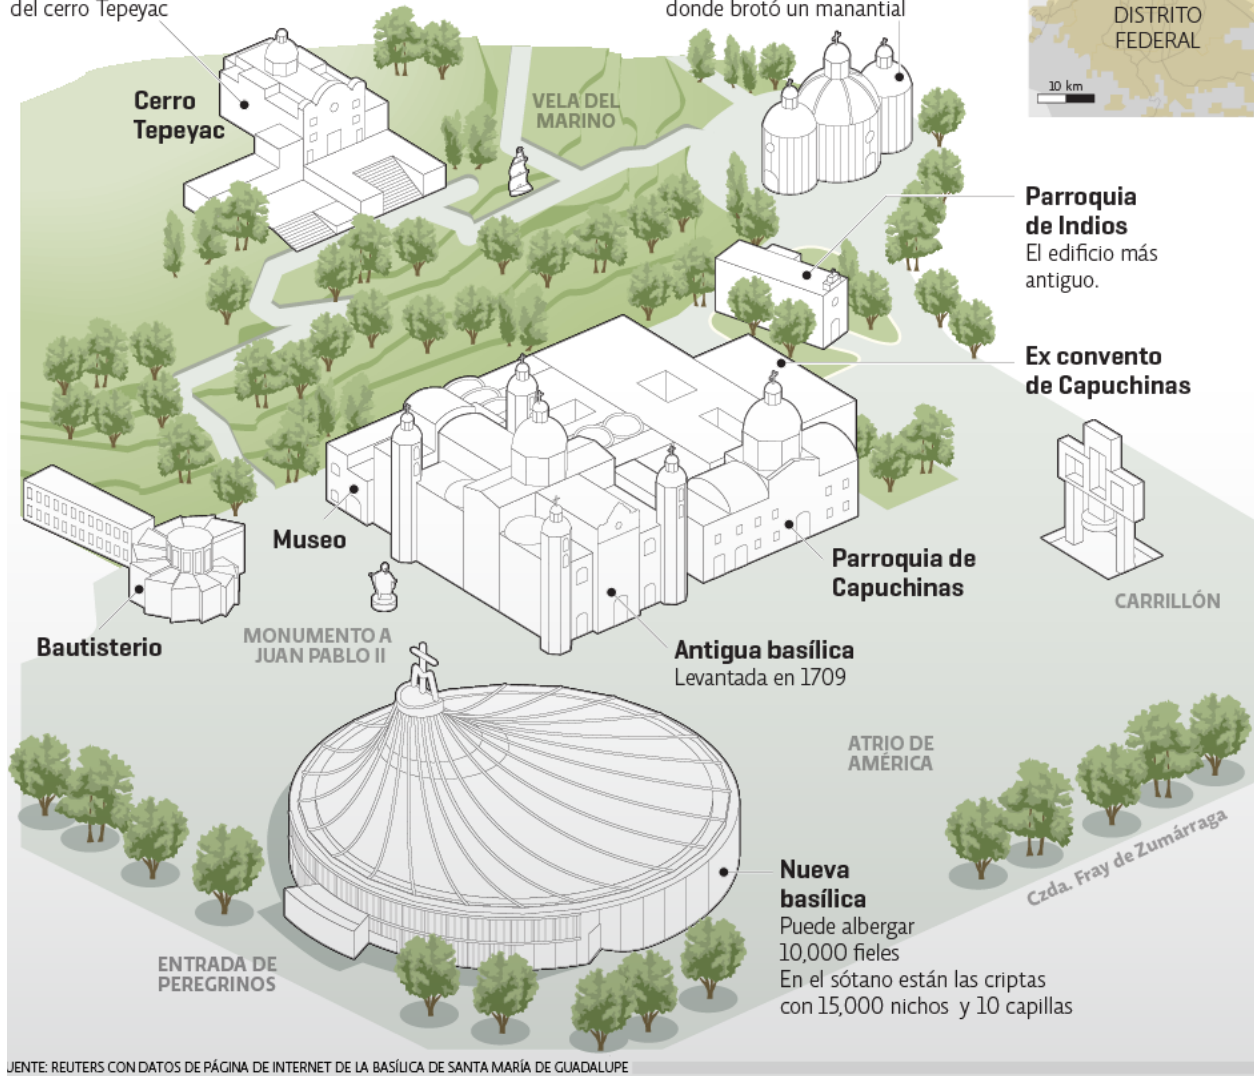 del cerro Tepeyac
donde brotó un manantial
DISTRITO
FEDERAL
10 km
Cerro
Tepeyac
VELA DEL
MARINO
Parroquia
de Indios
El edificio más
antiguo.
Ex convento
de Capuchinas
Museo
Parroquia de
Capuchinas
CARRILLÓN
Bautisterio
MONUMENTO A
JUAN PABLO II
Antigua basílica
Levantada en 1709
ATRIO DE
AMÉRICA
Czda. Fray de Zumárraga
Nueva
basílica
Puede albergar
10,000 fieles
En el sótano están las criptas
con 15,000 nichos y 10 capillas
ENTRADA DE
PEREGRINOS
UENTE: REUTERS CON DATOS DE PÁGINA DE INTERNET DE LA BASÍLICA DE SANTA MARÍA DE GUADALUPE